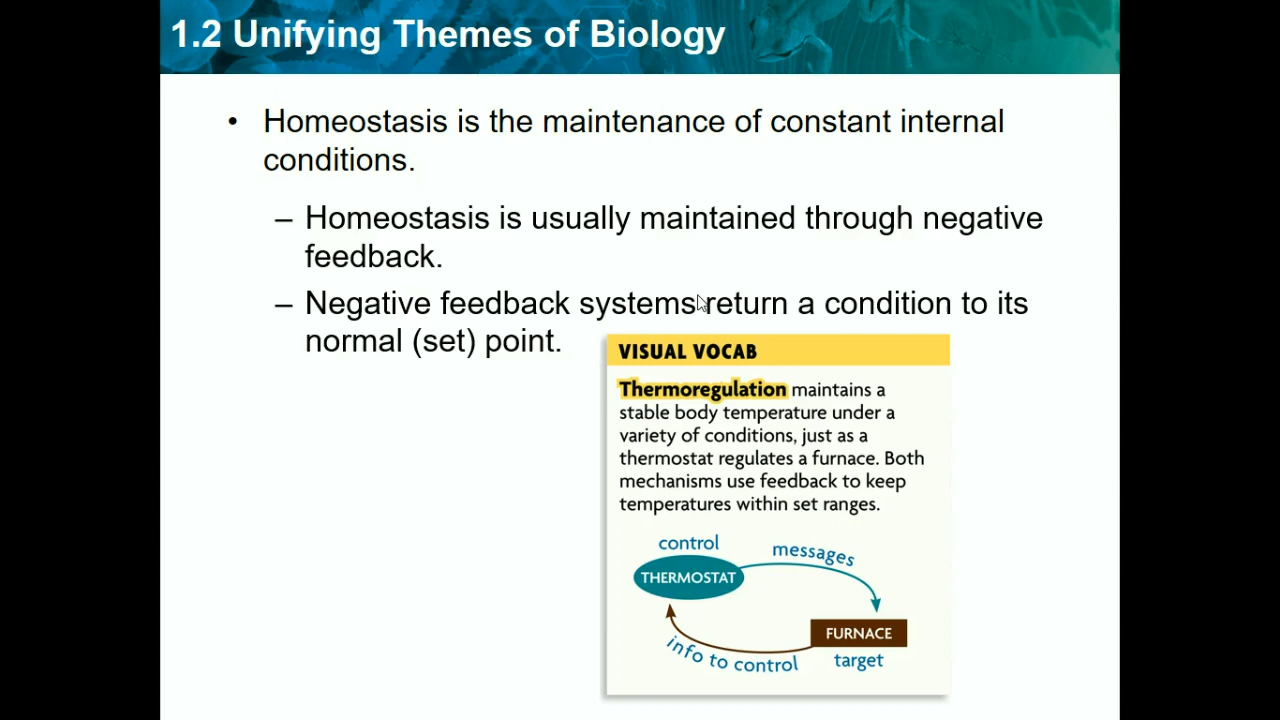 1.2 Unifying Themes of Biology
• Homeostasis is the maintenance of constant internal
conditions.
– Homeostasis is usually maintained through negative
feedback.
– Negative feedback systems return a condition to its
normal (set) point.
VISUAL VOCAB
Thermoregulation maintains a
stable body temperature under a
variety of conditions, just as a
thermostat regulates a furnace. Both
mechanisms use feedback to keep
temperatures within set ranges.
control
messages
THERMOSTAT
FURNACE
info to control
target